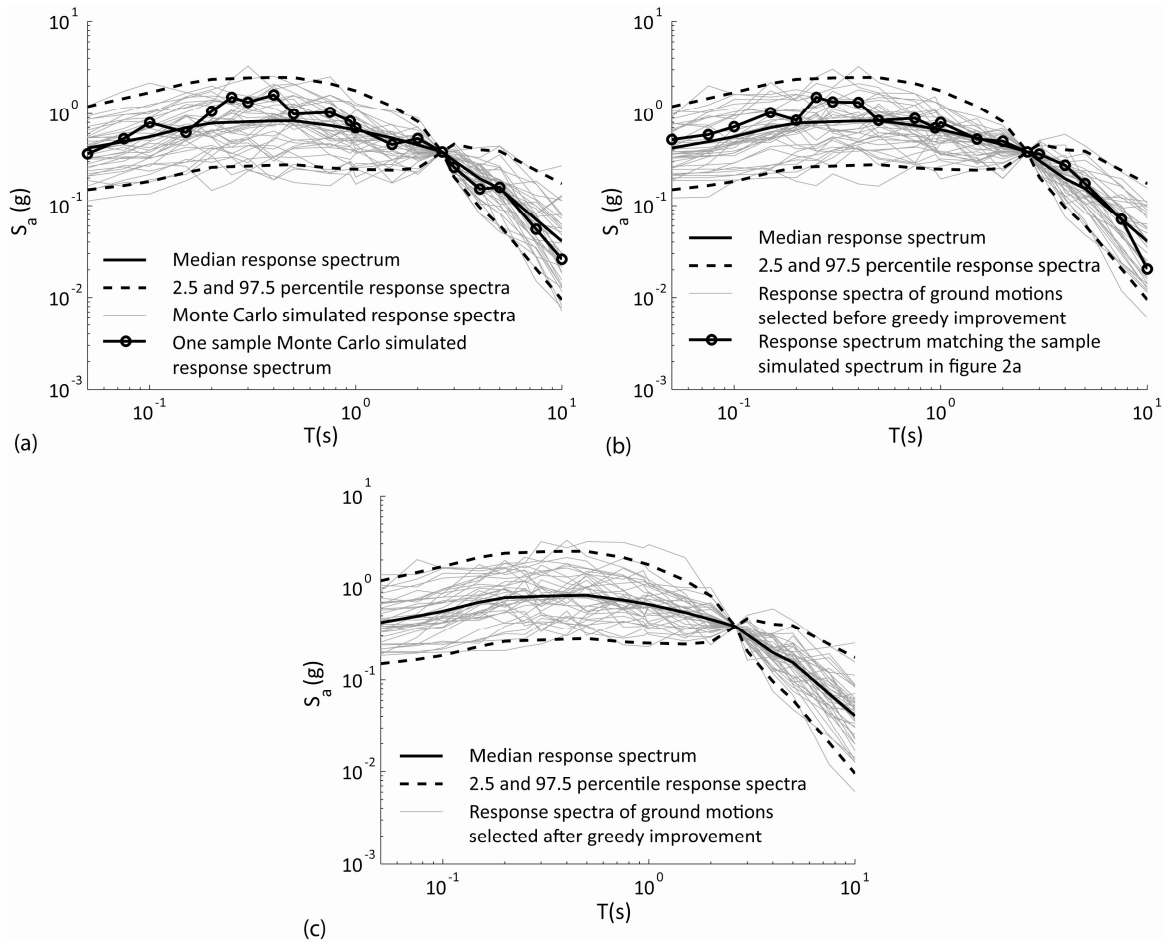 10^1
10^0
10^-1
10^-2
10^-3
S_a (g)
Median response spectrum
2.5 and 97.5 percentile response spectra
Monte Carlo simulated response spectra
One sample Monte Carlo simulated
response spectrum
10^-1
10^0
10^1
T(s)
(a)
10^1
10^0
10^-1
10^-2
10^-3
S_a (g)
Median response spectrum
2.5 and 97.5 percentile response spectra
Response spectra of ground motions
selected before greedy improvement
Response spectrum matching the sample
simulated spectrum in figure 2a
10^-1
10^0
10^1
T(s)
(b)
10^1
10^0
10^-1
10^-2
10^-3
S_a (g)
Median response spectrum
2.5 and 97.5 percentile response spectra
Response spectra of ground motions
selected after greedy improvement
10^-1
10^0
10^1
T(s)
(c)